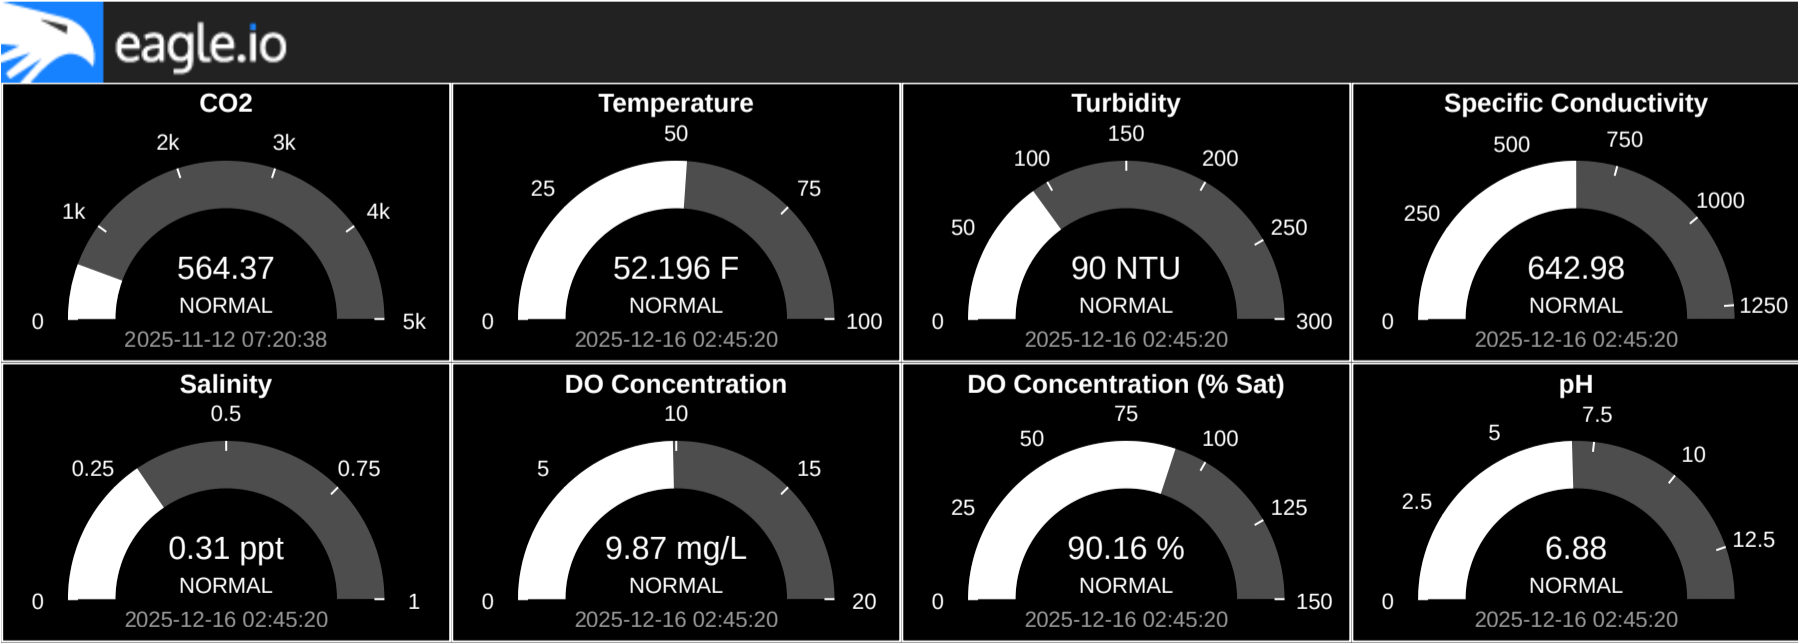 eagle.io
CO2
0
1k
2k
3k
4k
5k
564.37
NORMAL
2025-11-12 07:20:38
Temperature
0
25
50
75
100
52.196 F
NORMAL
2025-12-16 02:45:20
Turbidity
0
50
100
150
200
250
300
90 NTU
NORMAL
2025-12-16 02:45:20
Specific Conductivity
0
250
500
750
1000
1250
642.98
NORMAL
2025-12-16 02:45:20
Salinity
0
0.25
0.5
0.75
1
0.31 ppt
NORMAL
2025-12-16 02:45:20
DO Concentration
0
5
10
15
20
9.87 mg/L
NORMAL
2025-12-16 02:45:20
DO Concentration (% Sat)
0
25
50
75
100
125
150
90.16 %
NORMAL
2025-12-16 02:45:20
pH
0
2.5
5
7.5
10
12.5
6.88
NORMAL
2025-12-16 02:45:20